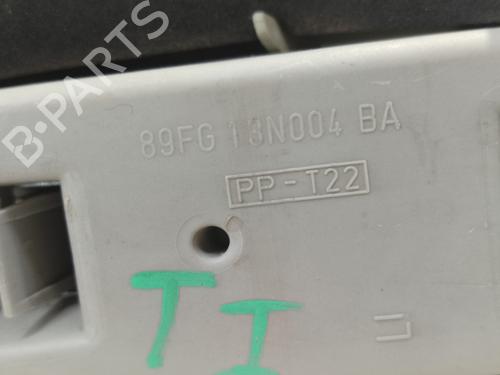 89FG 13N004 BA
PP-T22
TI
B-PARTS